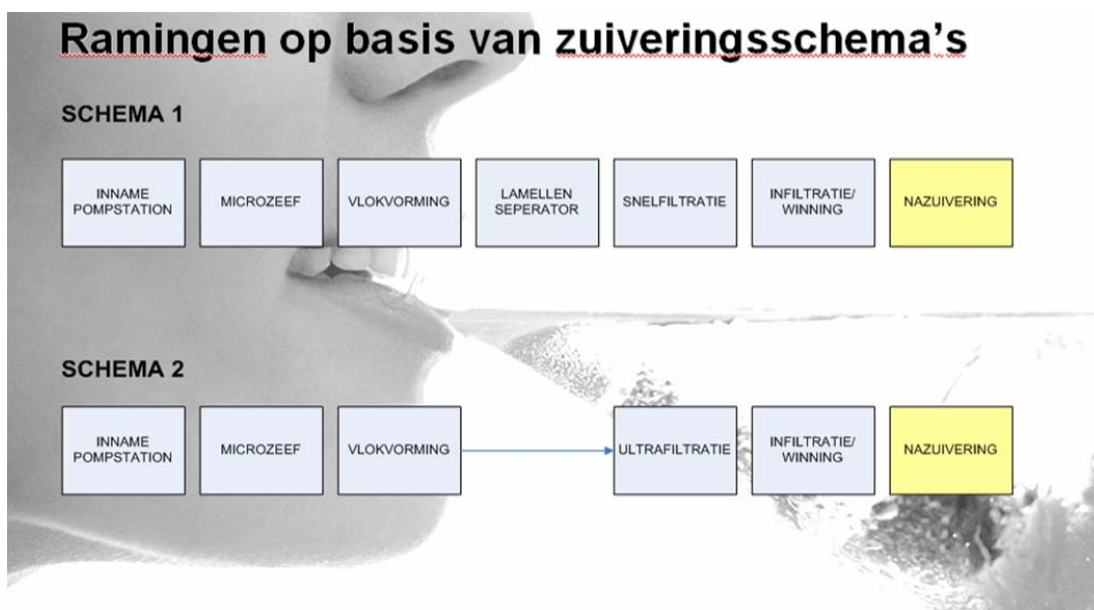 Ramingen op basis van zuiveringsschema's
SCHEMA 1
INNAME
POMPSTATION
MICROZEEF
VLOKVORMING
LAMELLEN
SEPERATOR
SNELFILTRATIE
INFILTRATIE/
WINNING
NAZUIVERING
SCHEMA 2
INNAME
POMPSTATION
MICROZEEF
VLOKVORMING
ULTRAFILTRATIE
INFILTRATIE/
WINNING
NAZUIVERING